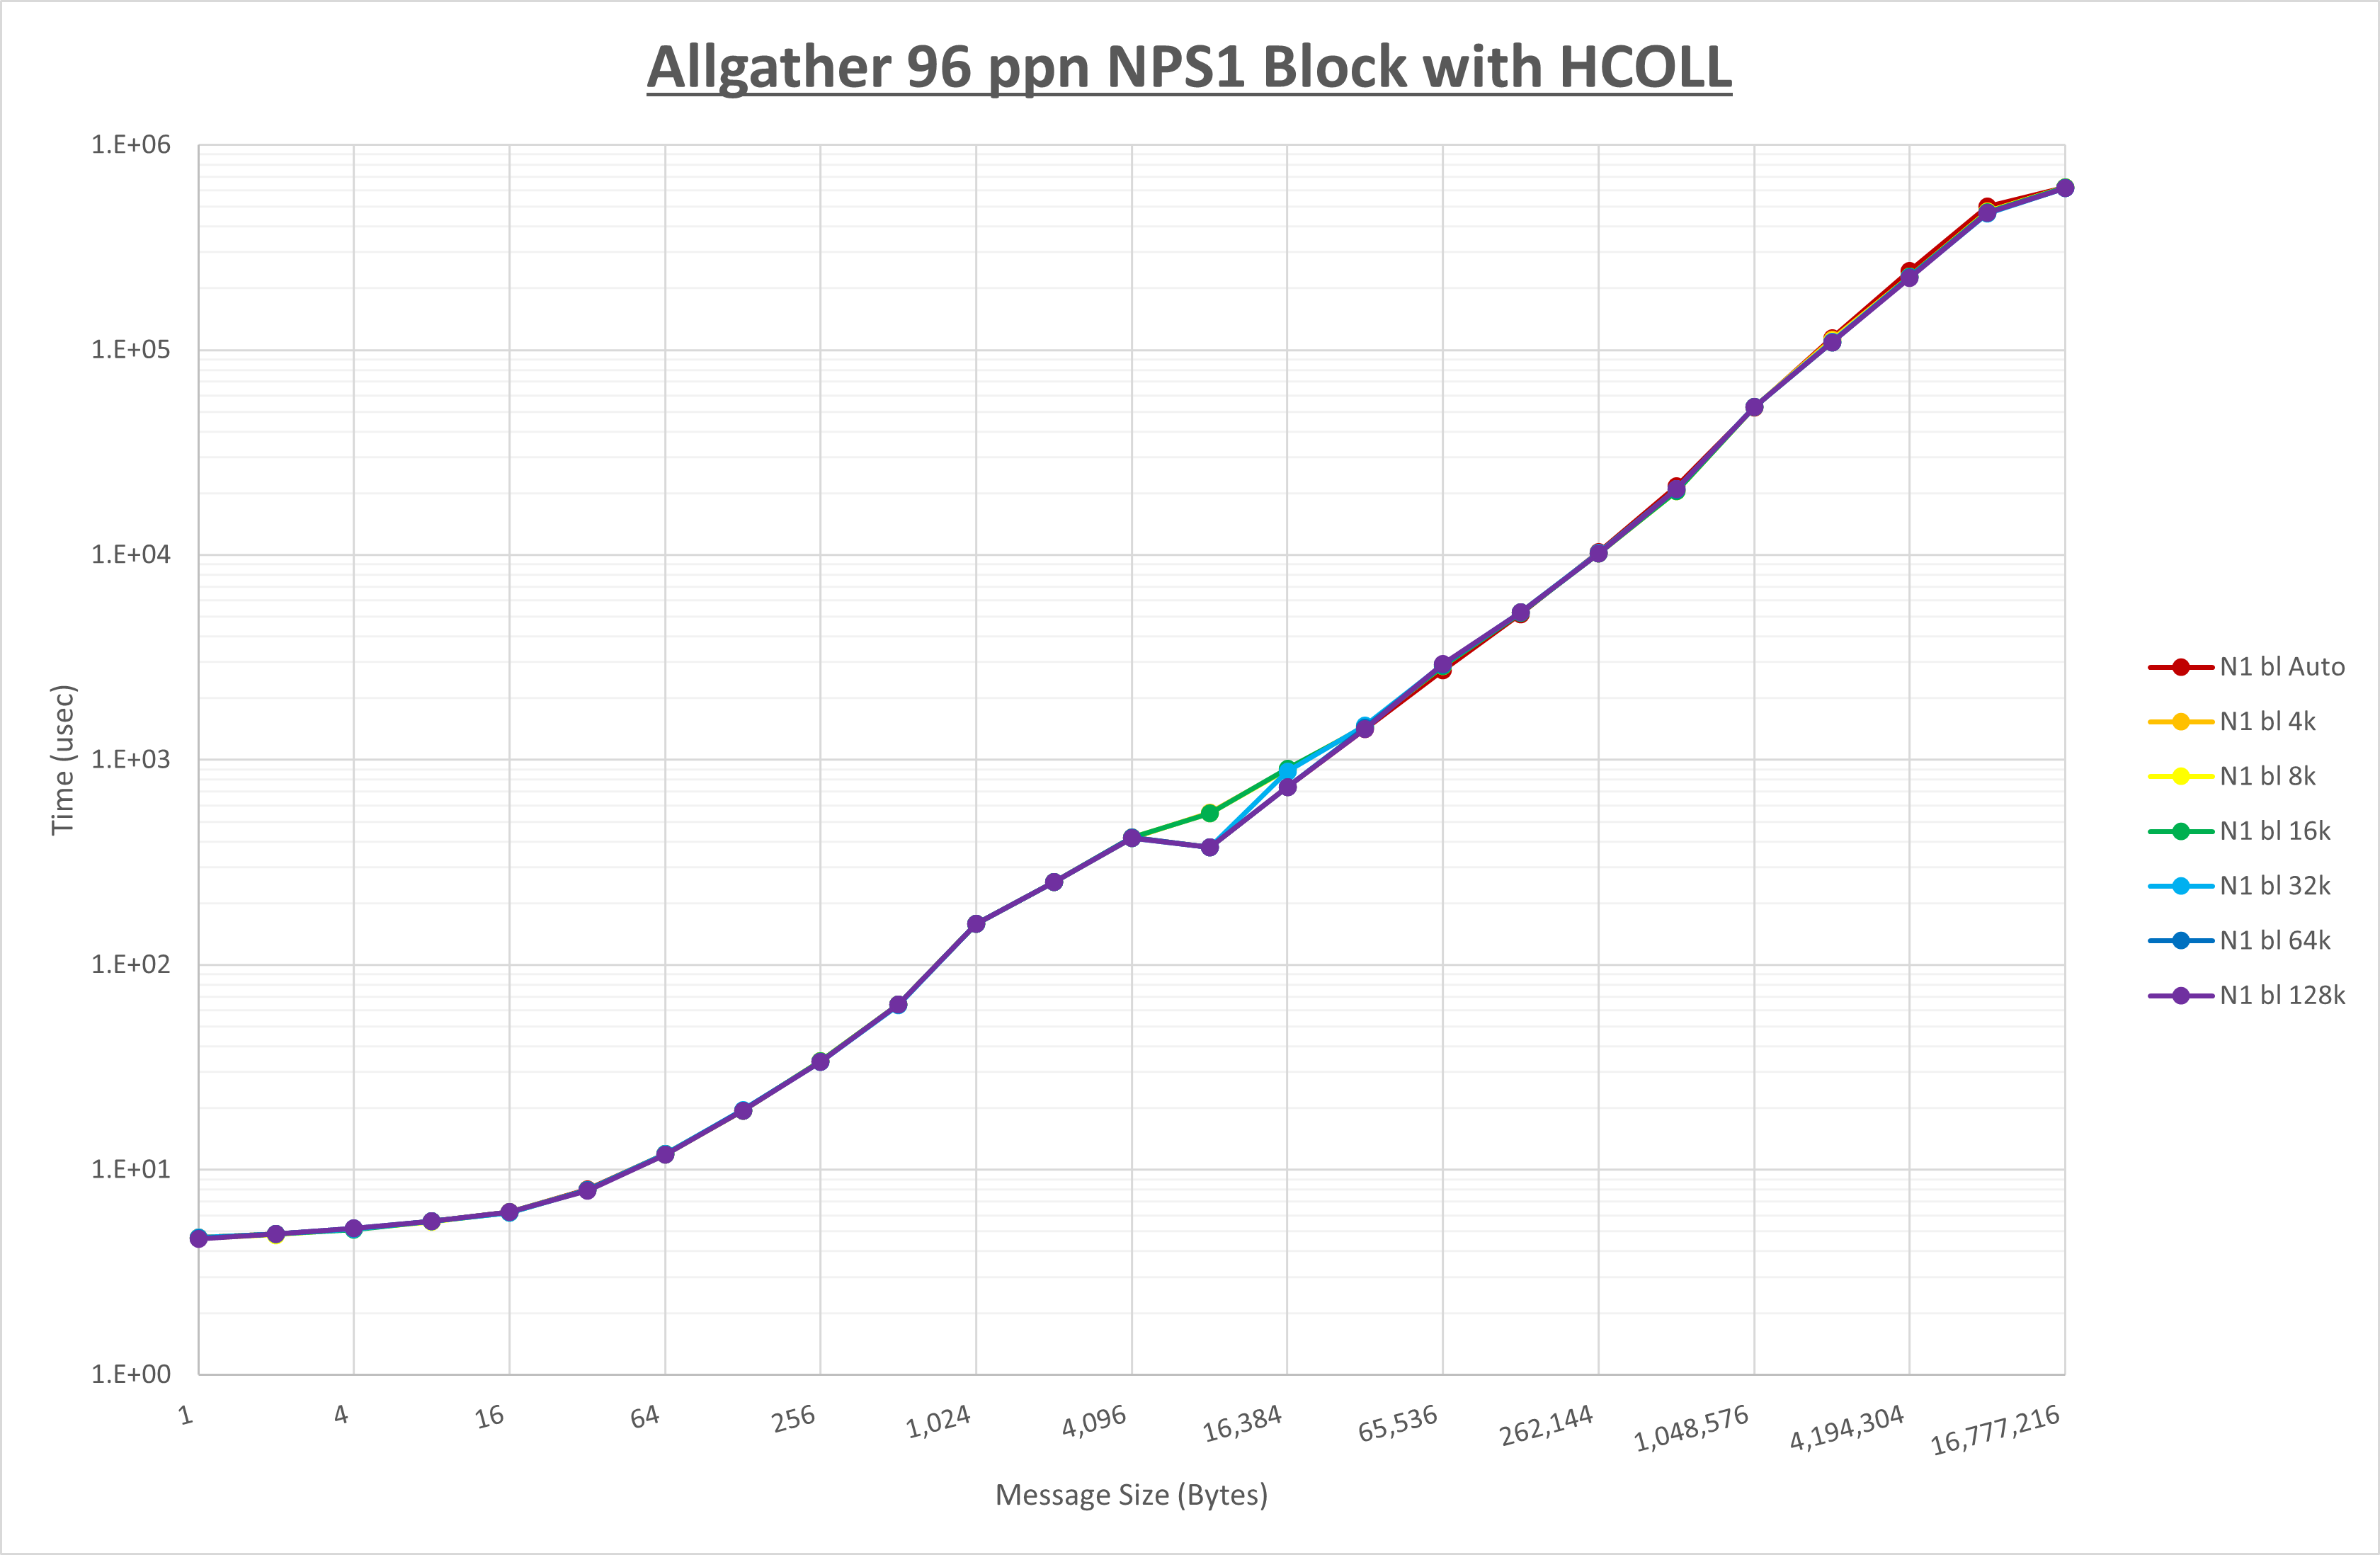 Allgather 96 ppn NPS1 Block with HCOLL
1.E+06
1.E+05
1.E+04
1.E+03
1.E+02
1.E+01
1.E+00
Time (usec)
1
4
16
64
256
1,024
4,096
16,384
65,536
262,144
1,048,576
4,194,304
16,777,216
Message Size (Bytes)
N1 bl Auto
N1 bl 4k
N1 bl 8k
N1 bl 16k
N1 bl 32k
N1 bl 64k
N1 bl 128k